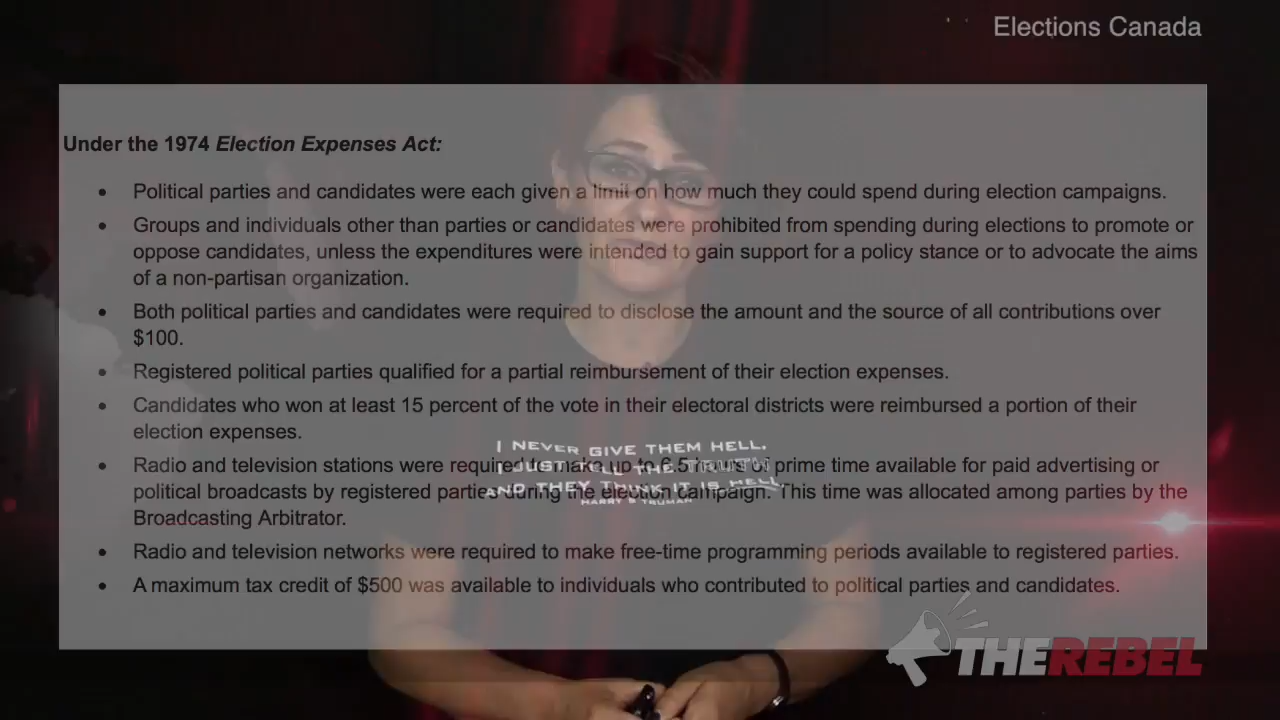 Elections Canada
Under the 1974 Election Expenses Act:
• Political parties and candidates were each given a limit on how much they could spend during election campaigns.
• Groups and individuals other than parties or candidates were prohibited from spending during elections to promote or
oppose candidates, unless the expenditures were intended to gain support for a policy stance or to advocate the aims
of a non-partisan organization.
• Both political parties and candidates were required to disclose the amount and the source of all contributions over
$100.
• Registered political parties qualified for a partial reimbursement of their election expenses.
• Candidates who won at least 15 percent of the vote in their electoral districts were reimbursed a portion of their
election expenses.
• Radio and television stations were required to make up to 6.5 hours of prime time available for paid advertising or
political broadcasts by registered parties during the election campaign. This time was allocated among parties by the
Broadcasting Arbitrator.
• Radio and television networks were required to make free-time programming periods available to registered parties.
• A maximum tax credit of $500 was available to individuals who contributed to political parties and candidates.
I NEVER GIVE THEM HELL.
I JUST TELL THE TRUTH
AND THEY THINK IT IS HELL
HARRY S TRUMAN
THEREBEL